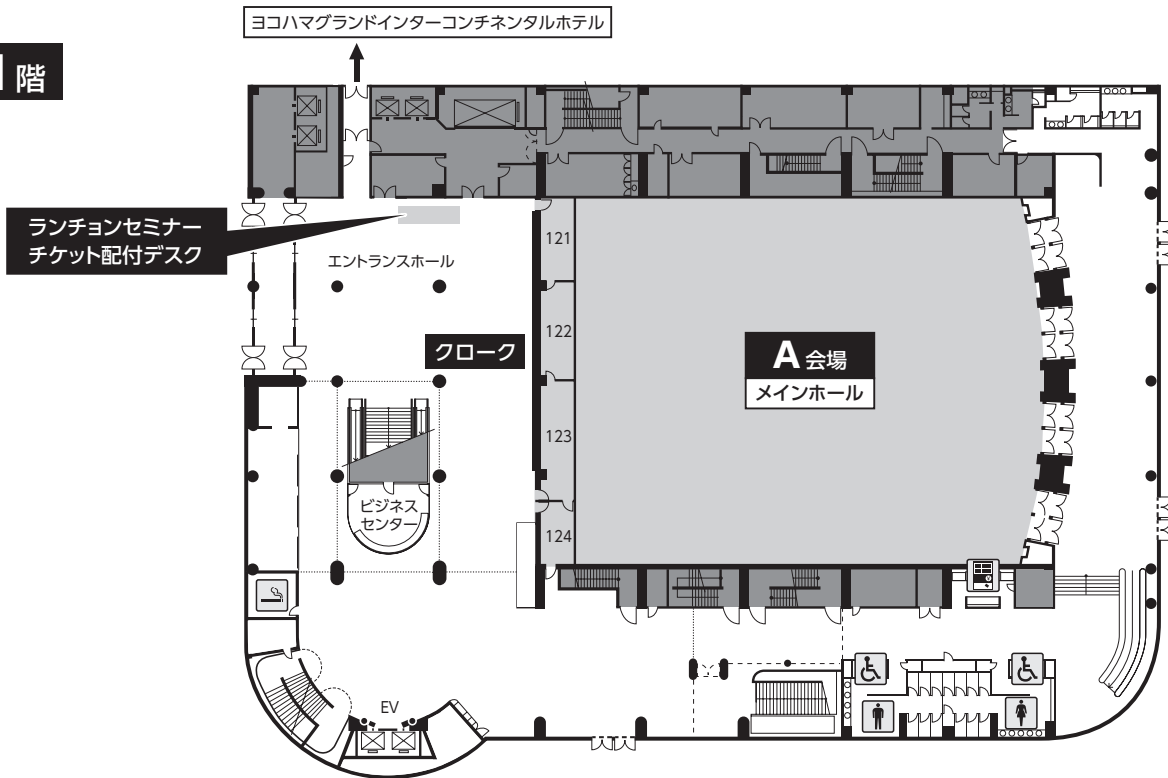 ヨコハマグランドインターコンチネンタルホテル
1階
ランチョンセミナー
チケット配付デスク
エントランスホール
121
122
クローク
A 会場
メインホール
123
ビジネス
センター
124
EV